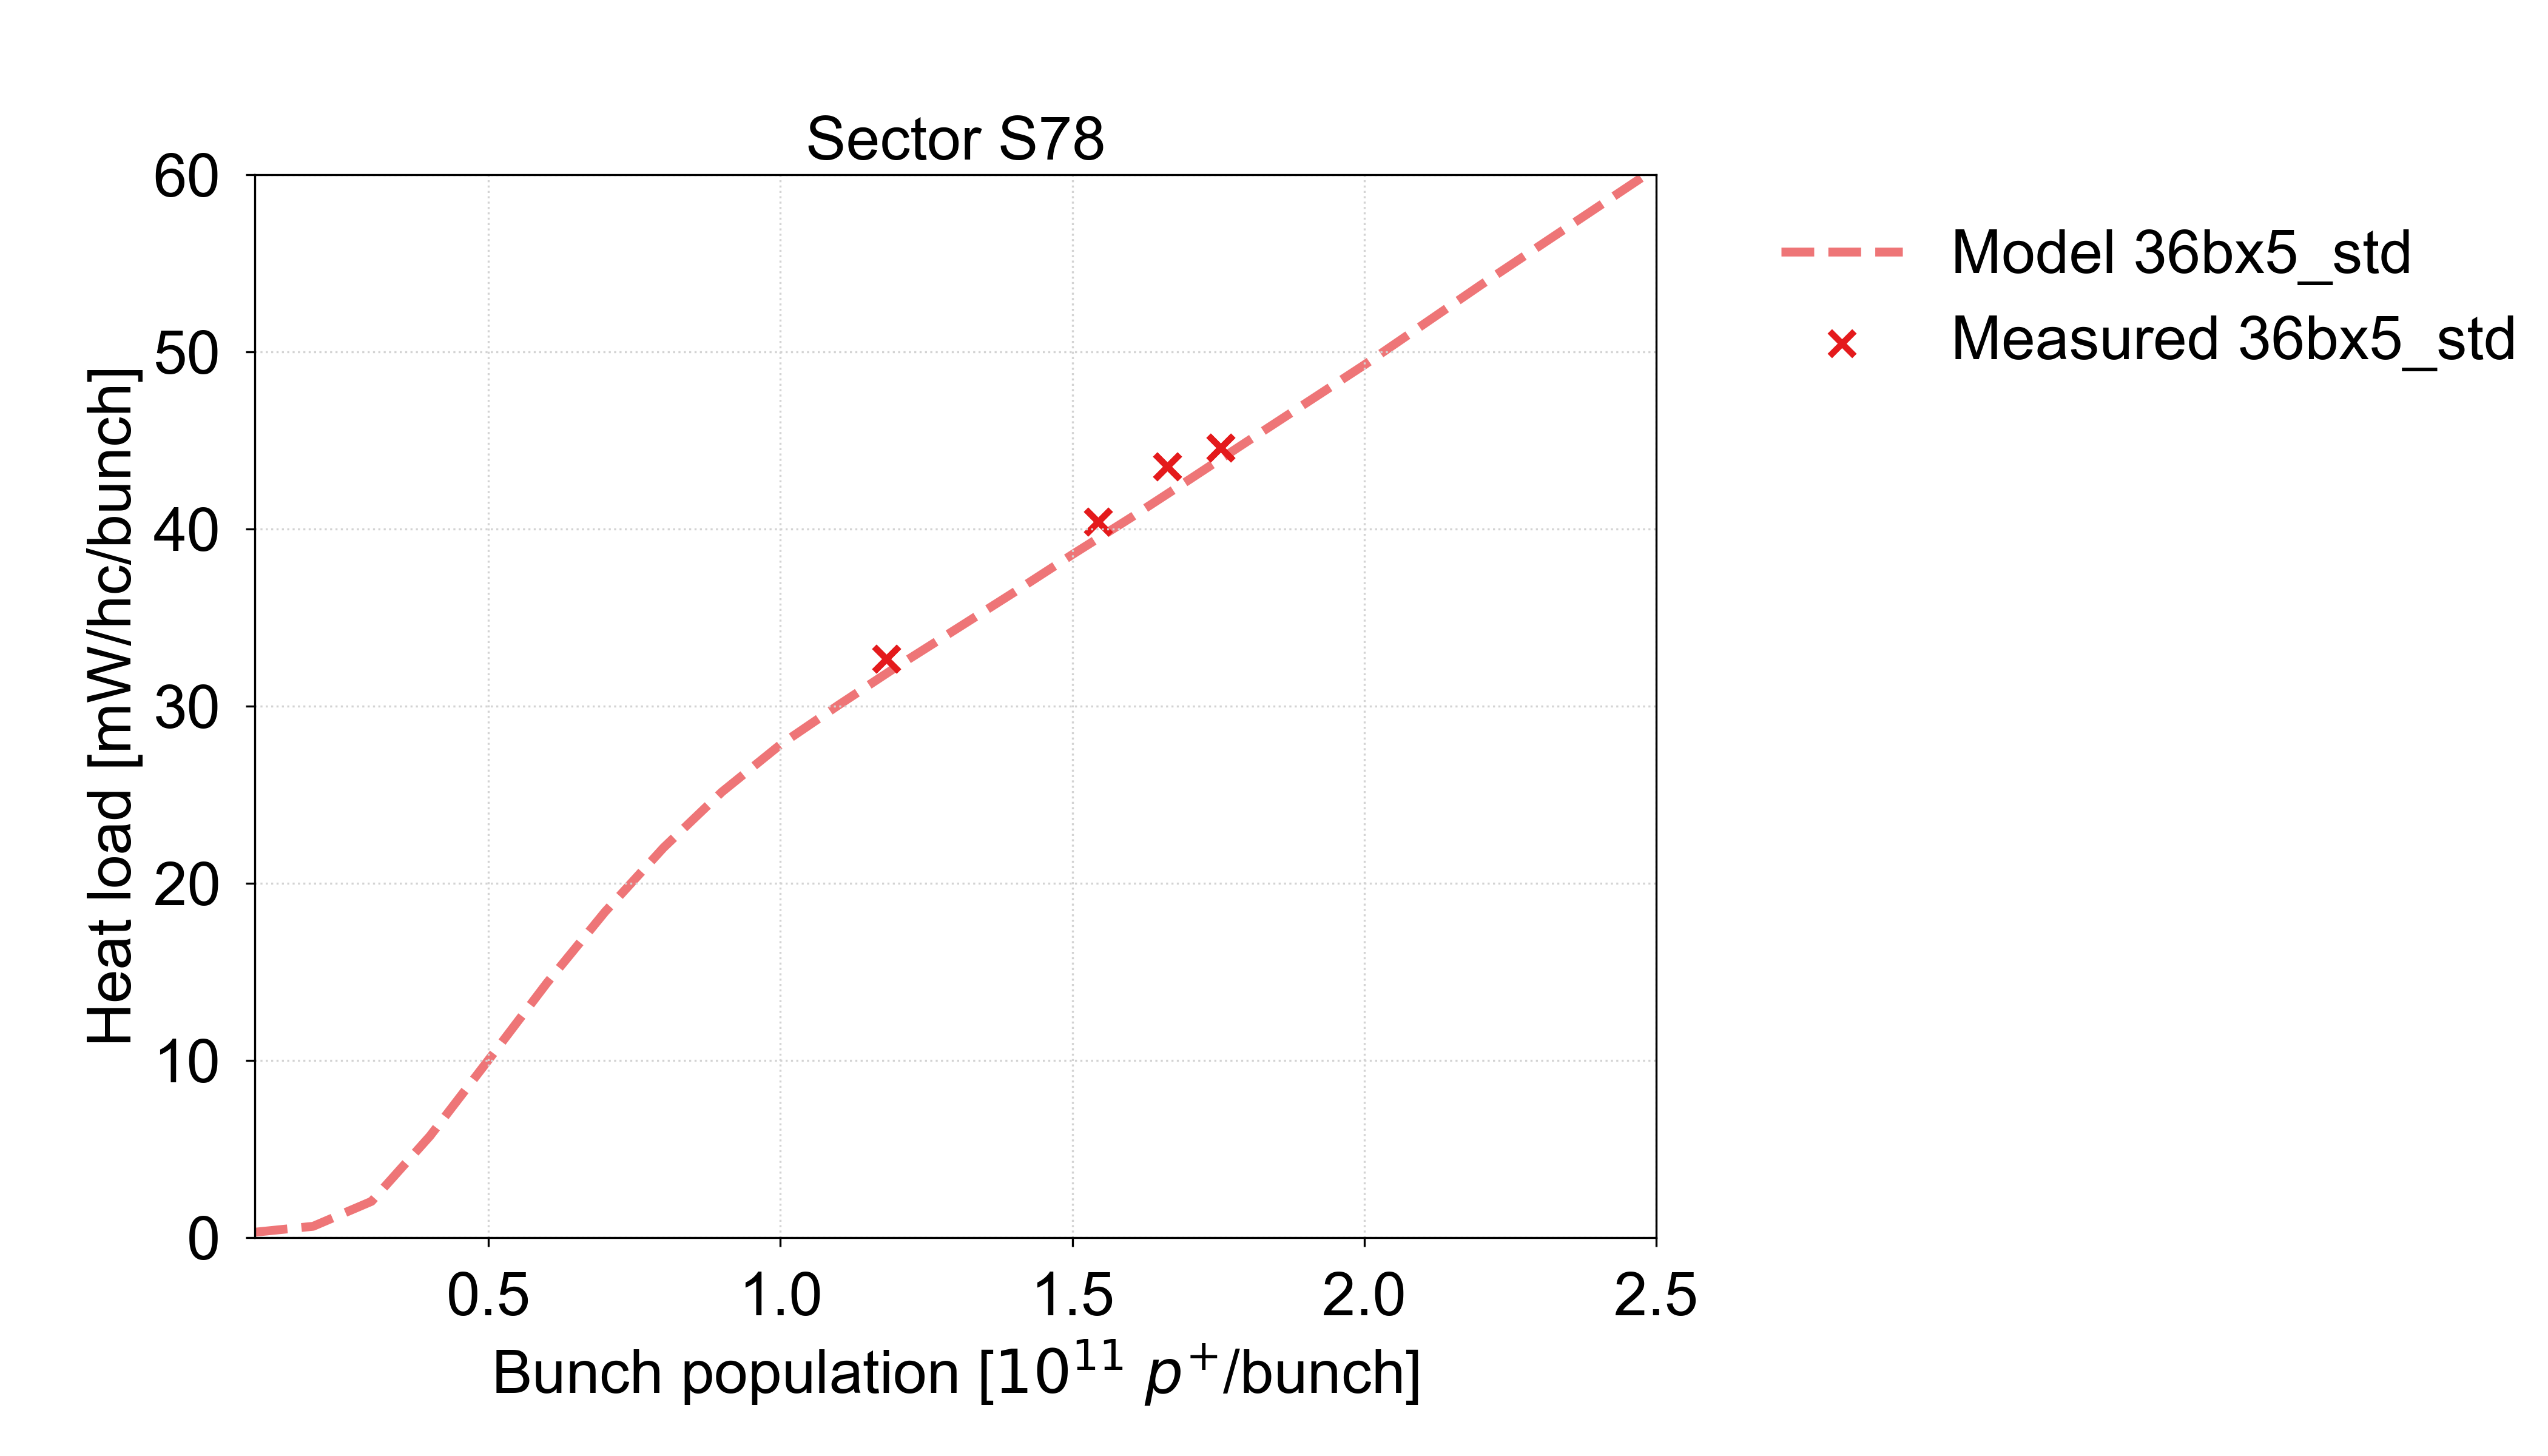 Sector S78
60
50
40
30
20
10
0
Heat load [mW/hc/bunch]
0.5 1.0 1.5 2.0 2.5
Bunch population [10¹¹ p⁺/bunch]
Model 36bx5_std
Measured 36bx5_std